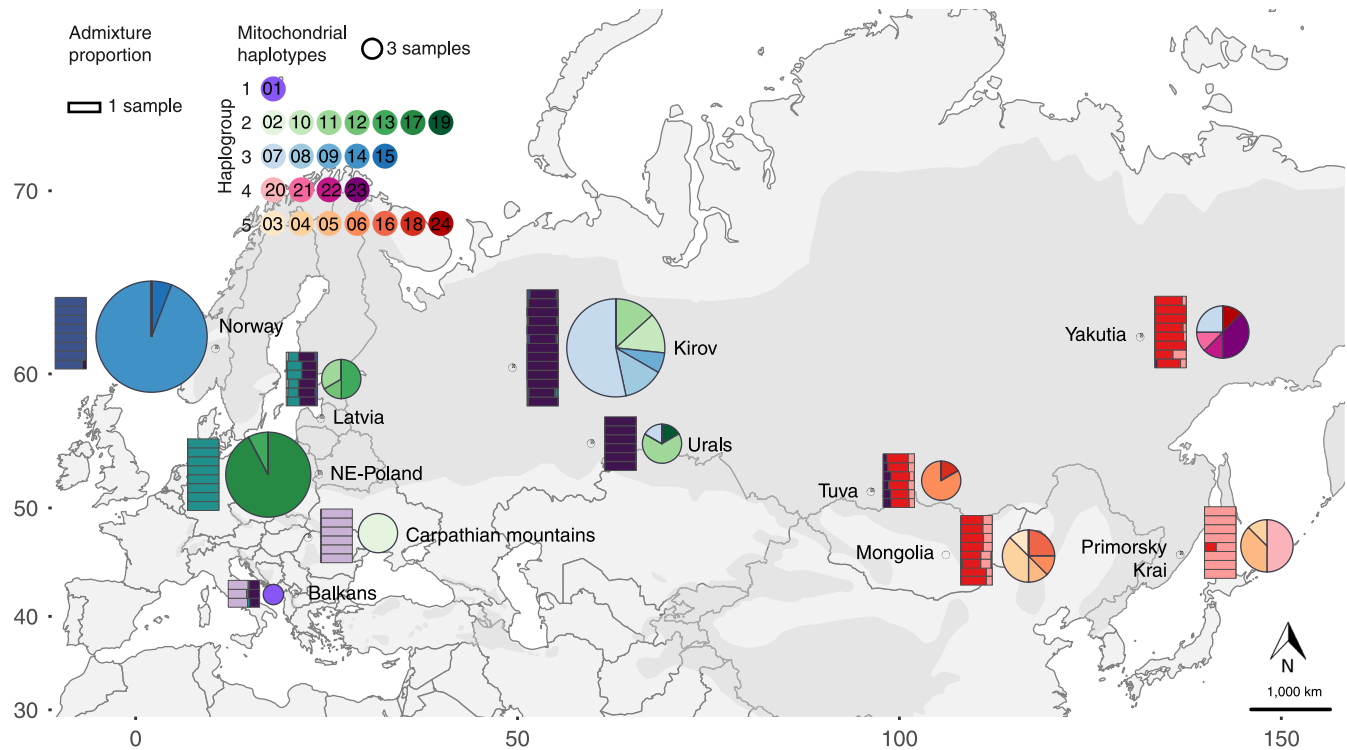 Admixture
proportion
1 sample
Mitochondrial
haplotypes
3 samples
Haplogroup
1 01
2 02 10 11 12 13 17 19
3 07 08 09 14 15
4 20 21 22 23
5 03 04 05 06 16 18 24
70
60
50
40
30
Norway
Kirov
Yakutia
Latvia
Urals
NE-Poland
Tuva
Carpathian mountains
Mongolia
Primorsky
Krai
Balkans
N
1,000 km
0 50 100 150